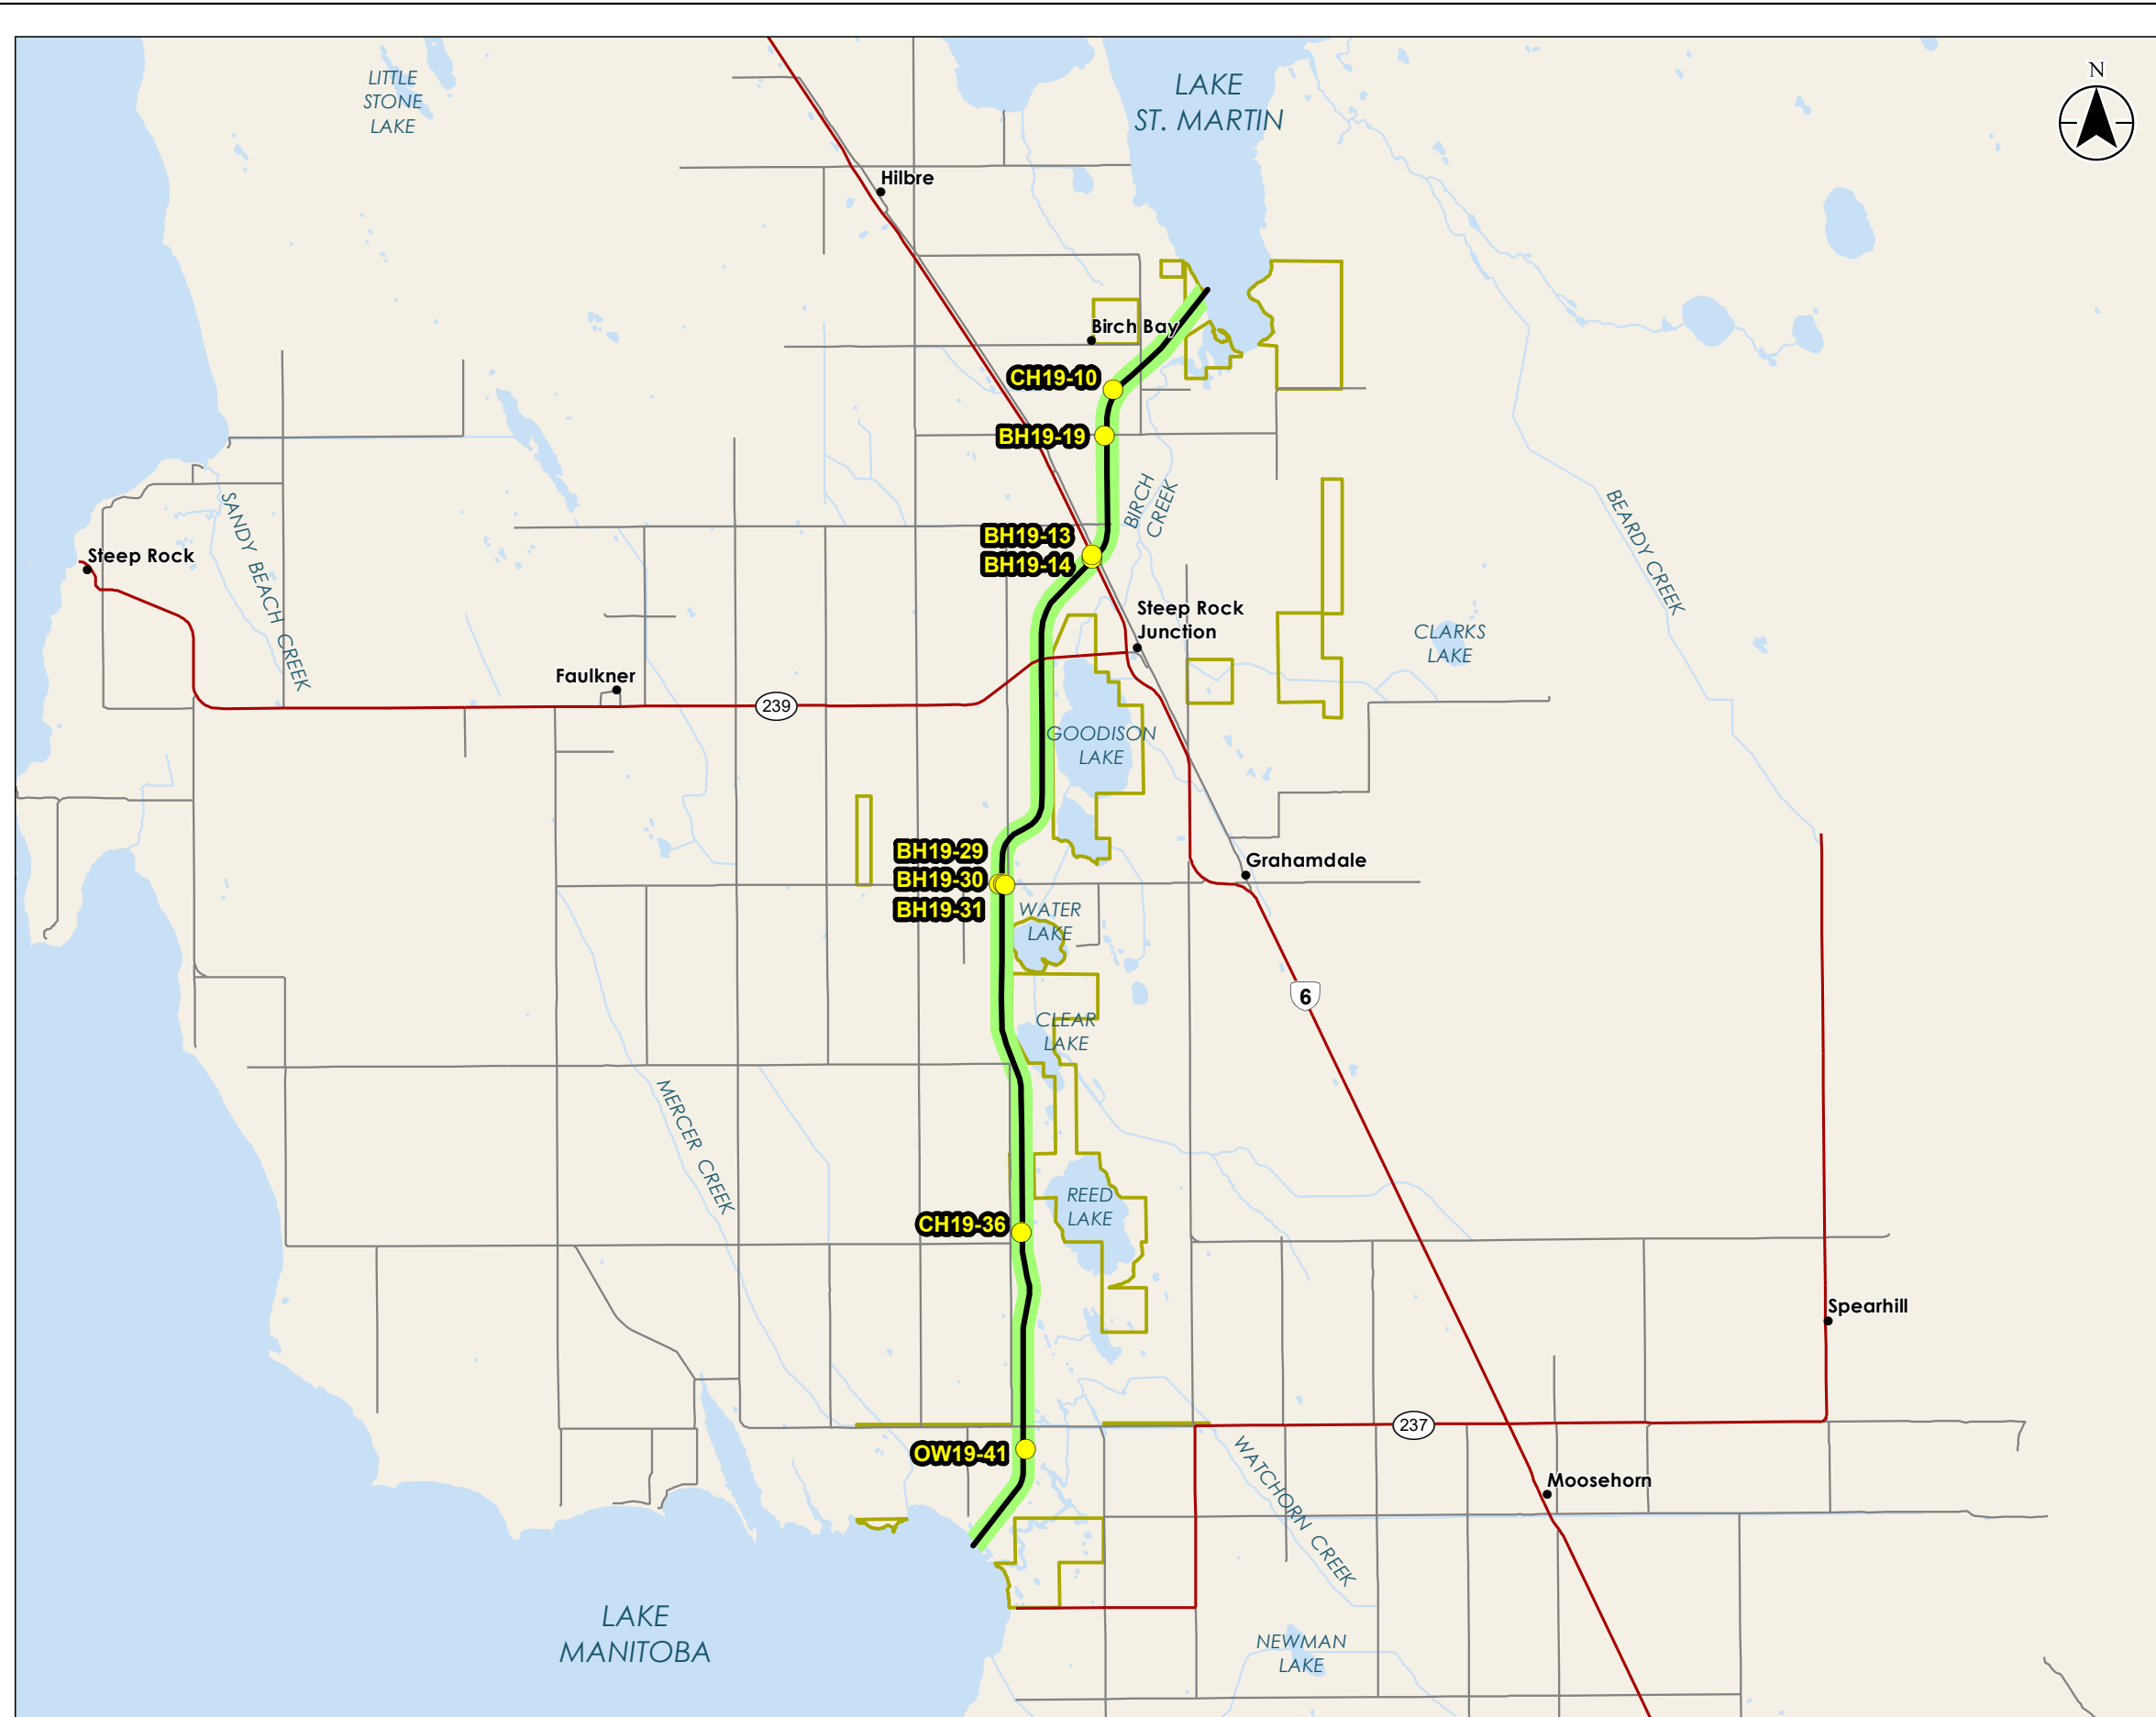 LITTLE
STONE
LAKE
LAKE
ST. MARTIN
N
Hilbre
Birch Bay
CH19-10
BH19-19
BIRCH
CREEK
BH19-13
BH19-14
SANDY BEACH CREEK
BEARDY CREEK
Steep Rock
Steep Rock
Junction
CLARKS
LAKE
Faulkner
239
GOODISON
LAKE
BH19-29
BH19-30
BH19-31
Grahamdale
WATER
LAKE
6
CLEAR
LAKE
MERCER CREEK
REED
LAKE
CH19-36
Spearhill
237
OW19-41
WATCHORN CREEK
Moosehorn
LAKE
MANITOBA
NEWMAN
LAKE